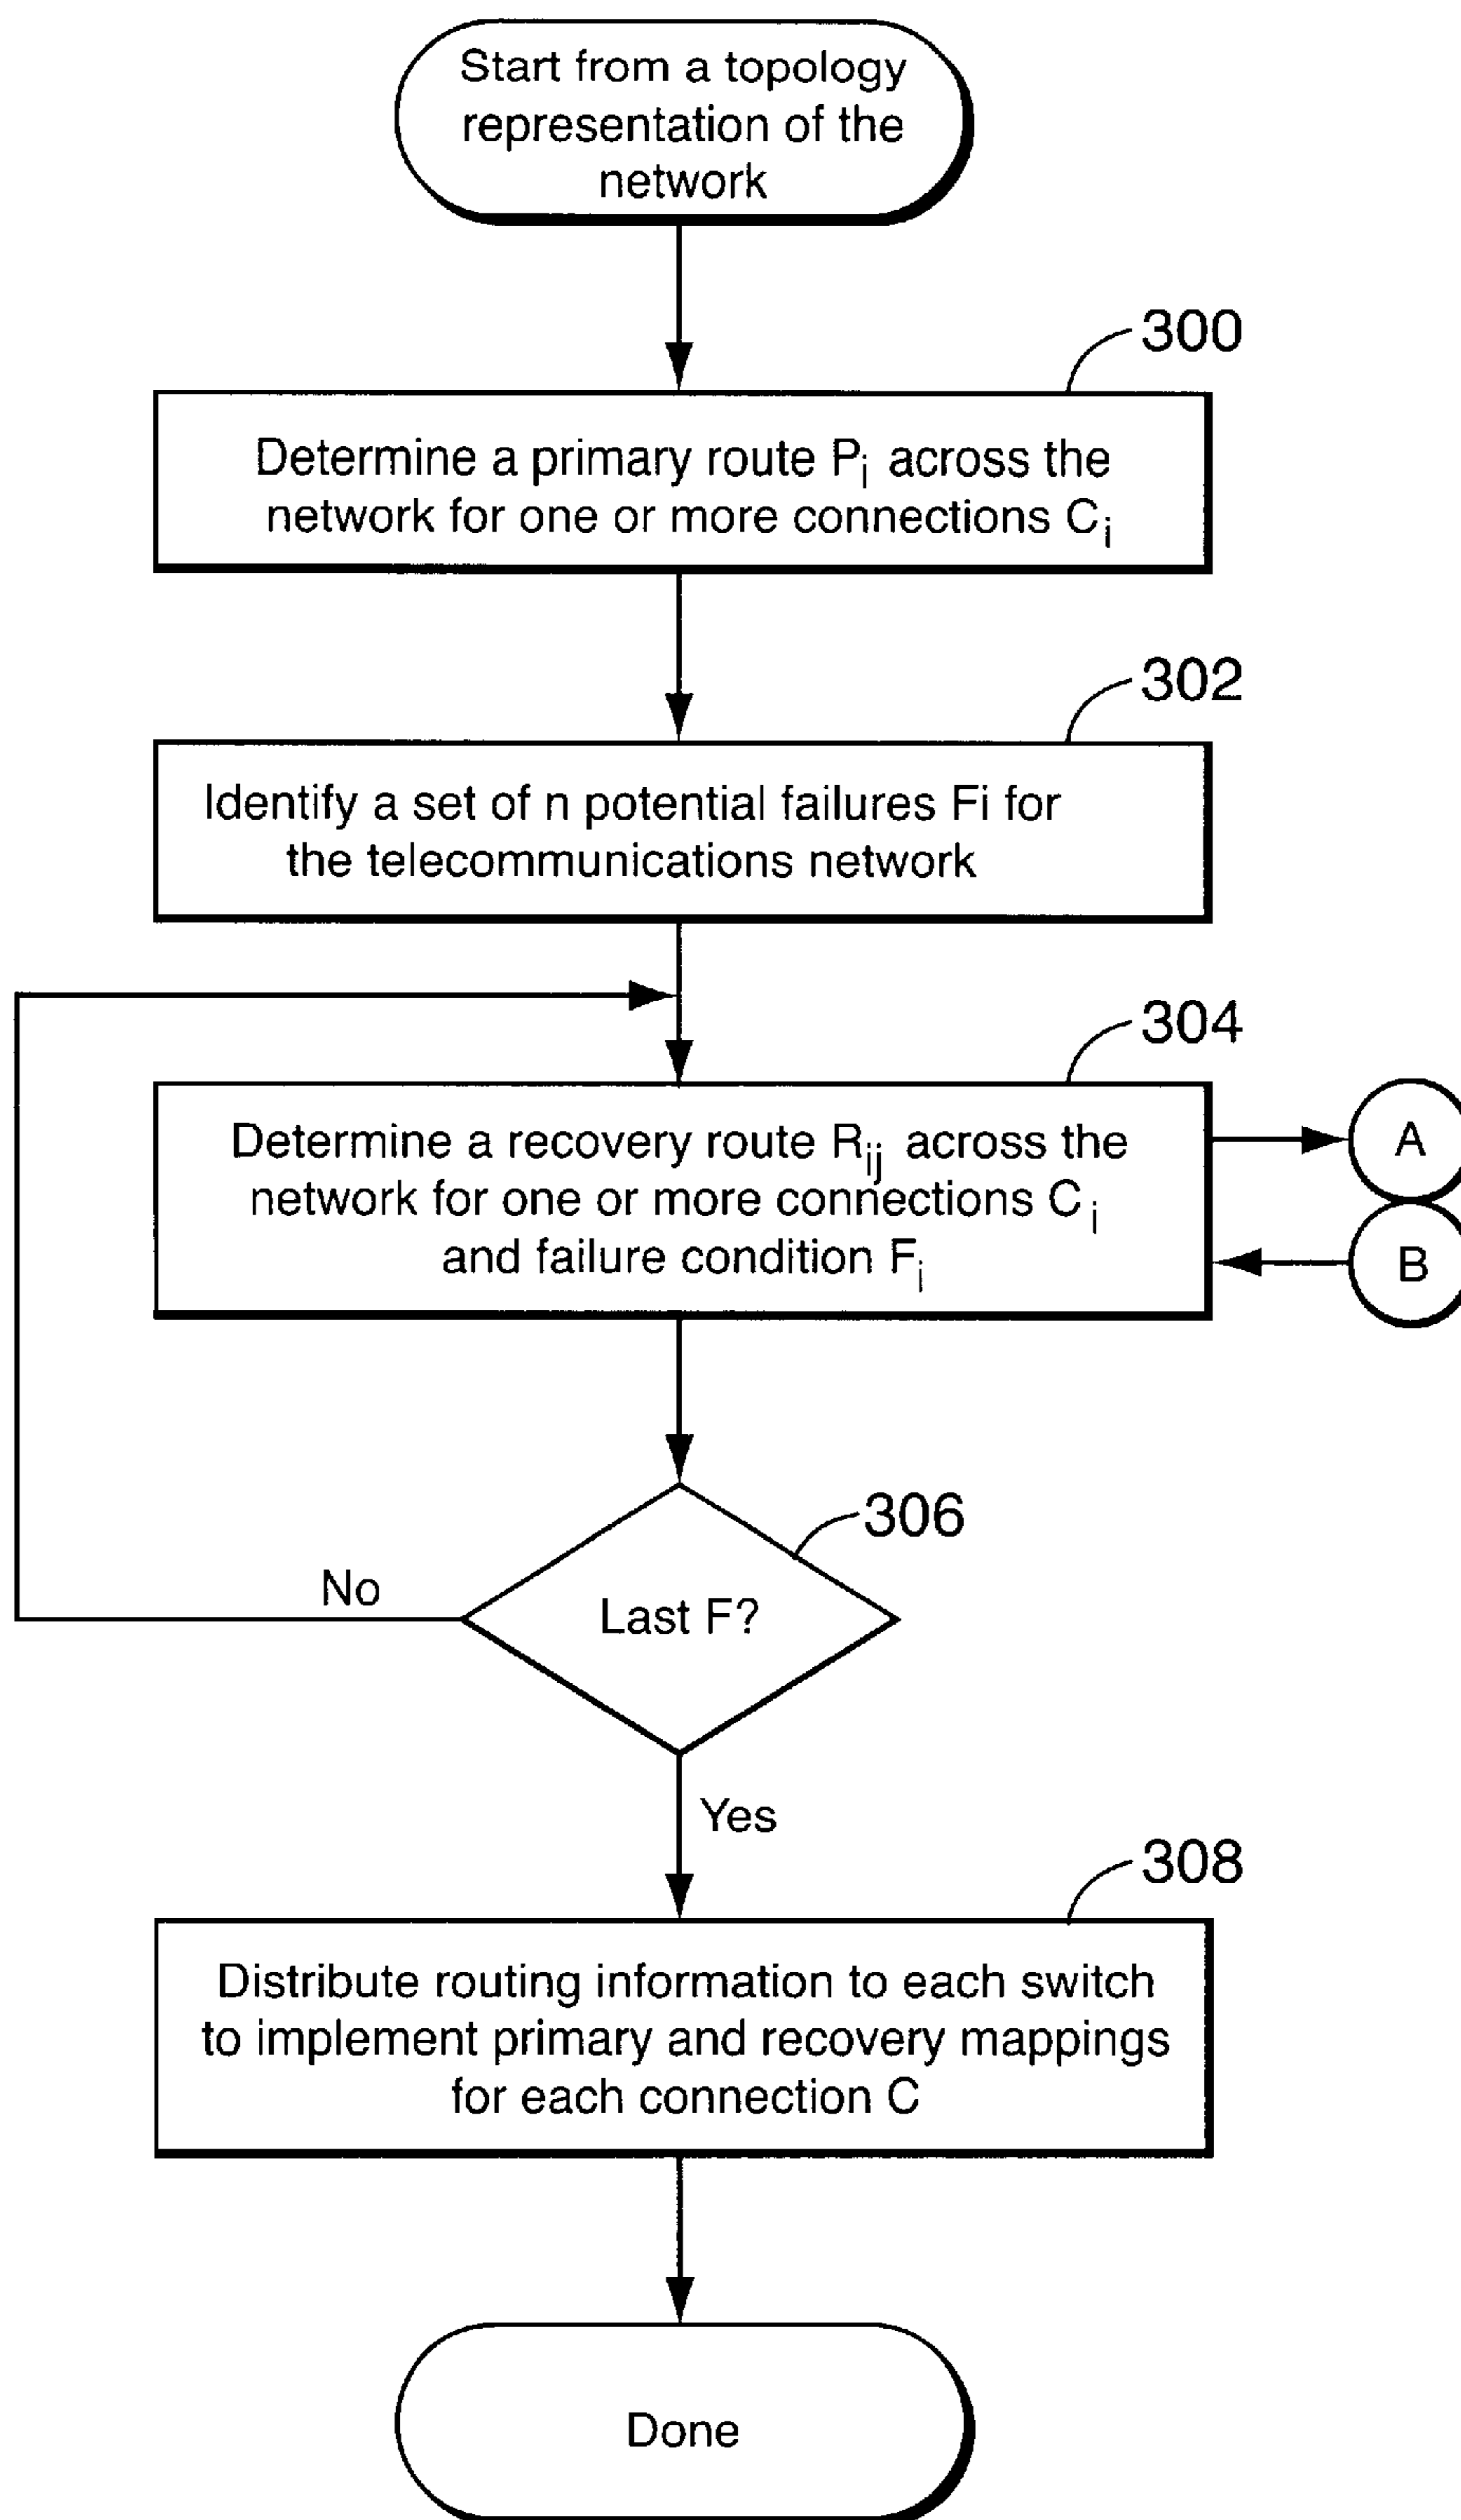 Start from a topology
representation of the
network
300
Determine a primary route Pi across the
network for one or more connections Ci
302
Identify a set of n potential failures Fi for
the telecommunications network
304
Determine a recovery route Rij across the
network for one or more connections Ci
and failure condition Fj
A
B
306
No
Last F?
Yes
308
Distribute routing information to each switch
to implement primary and recovery mappings
for each connection C
Done